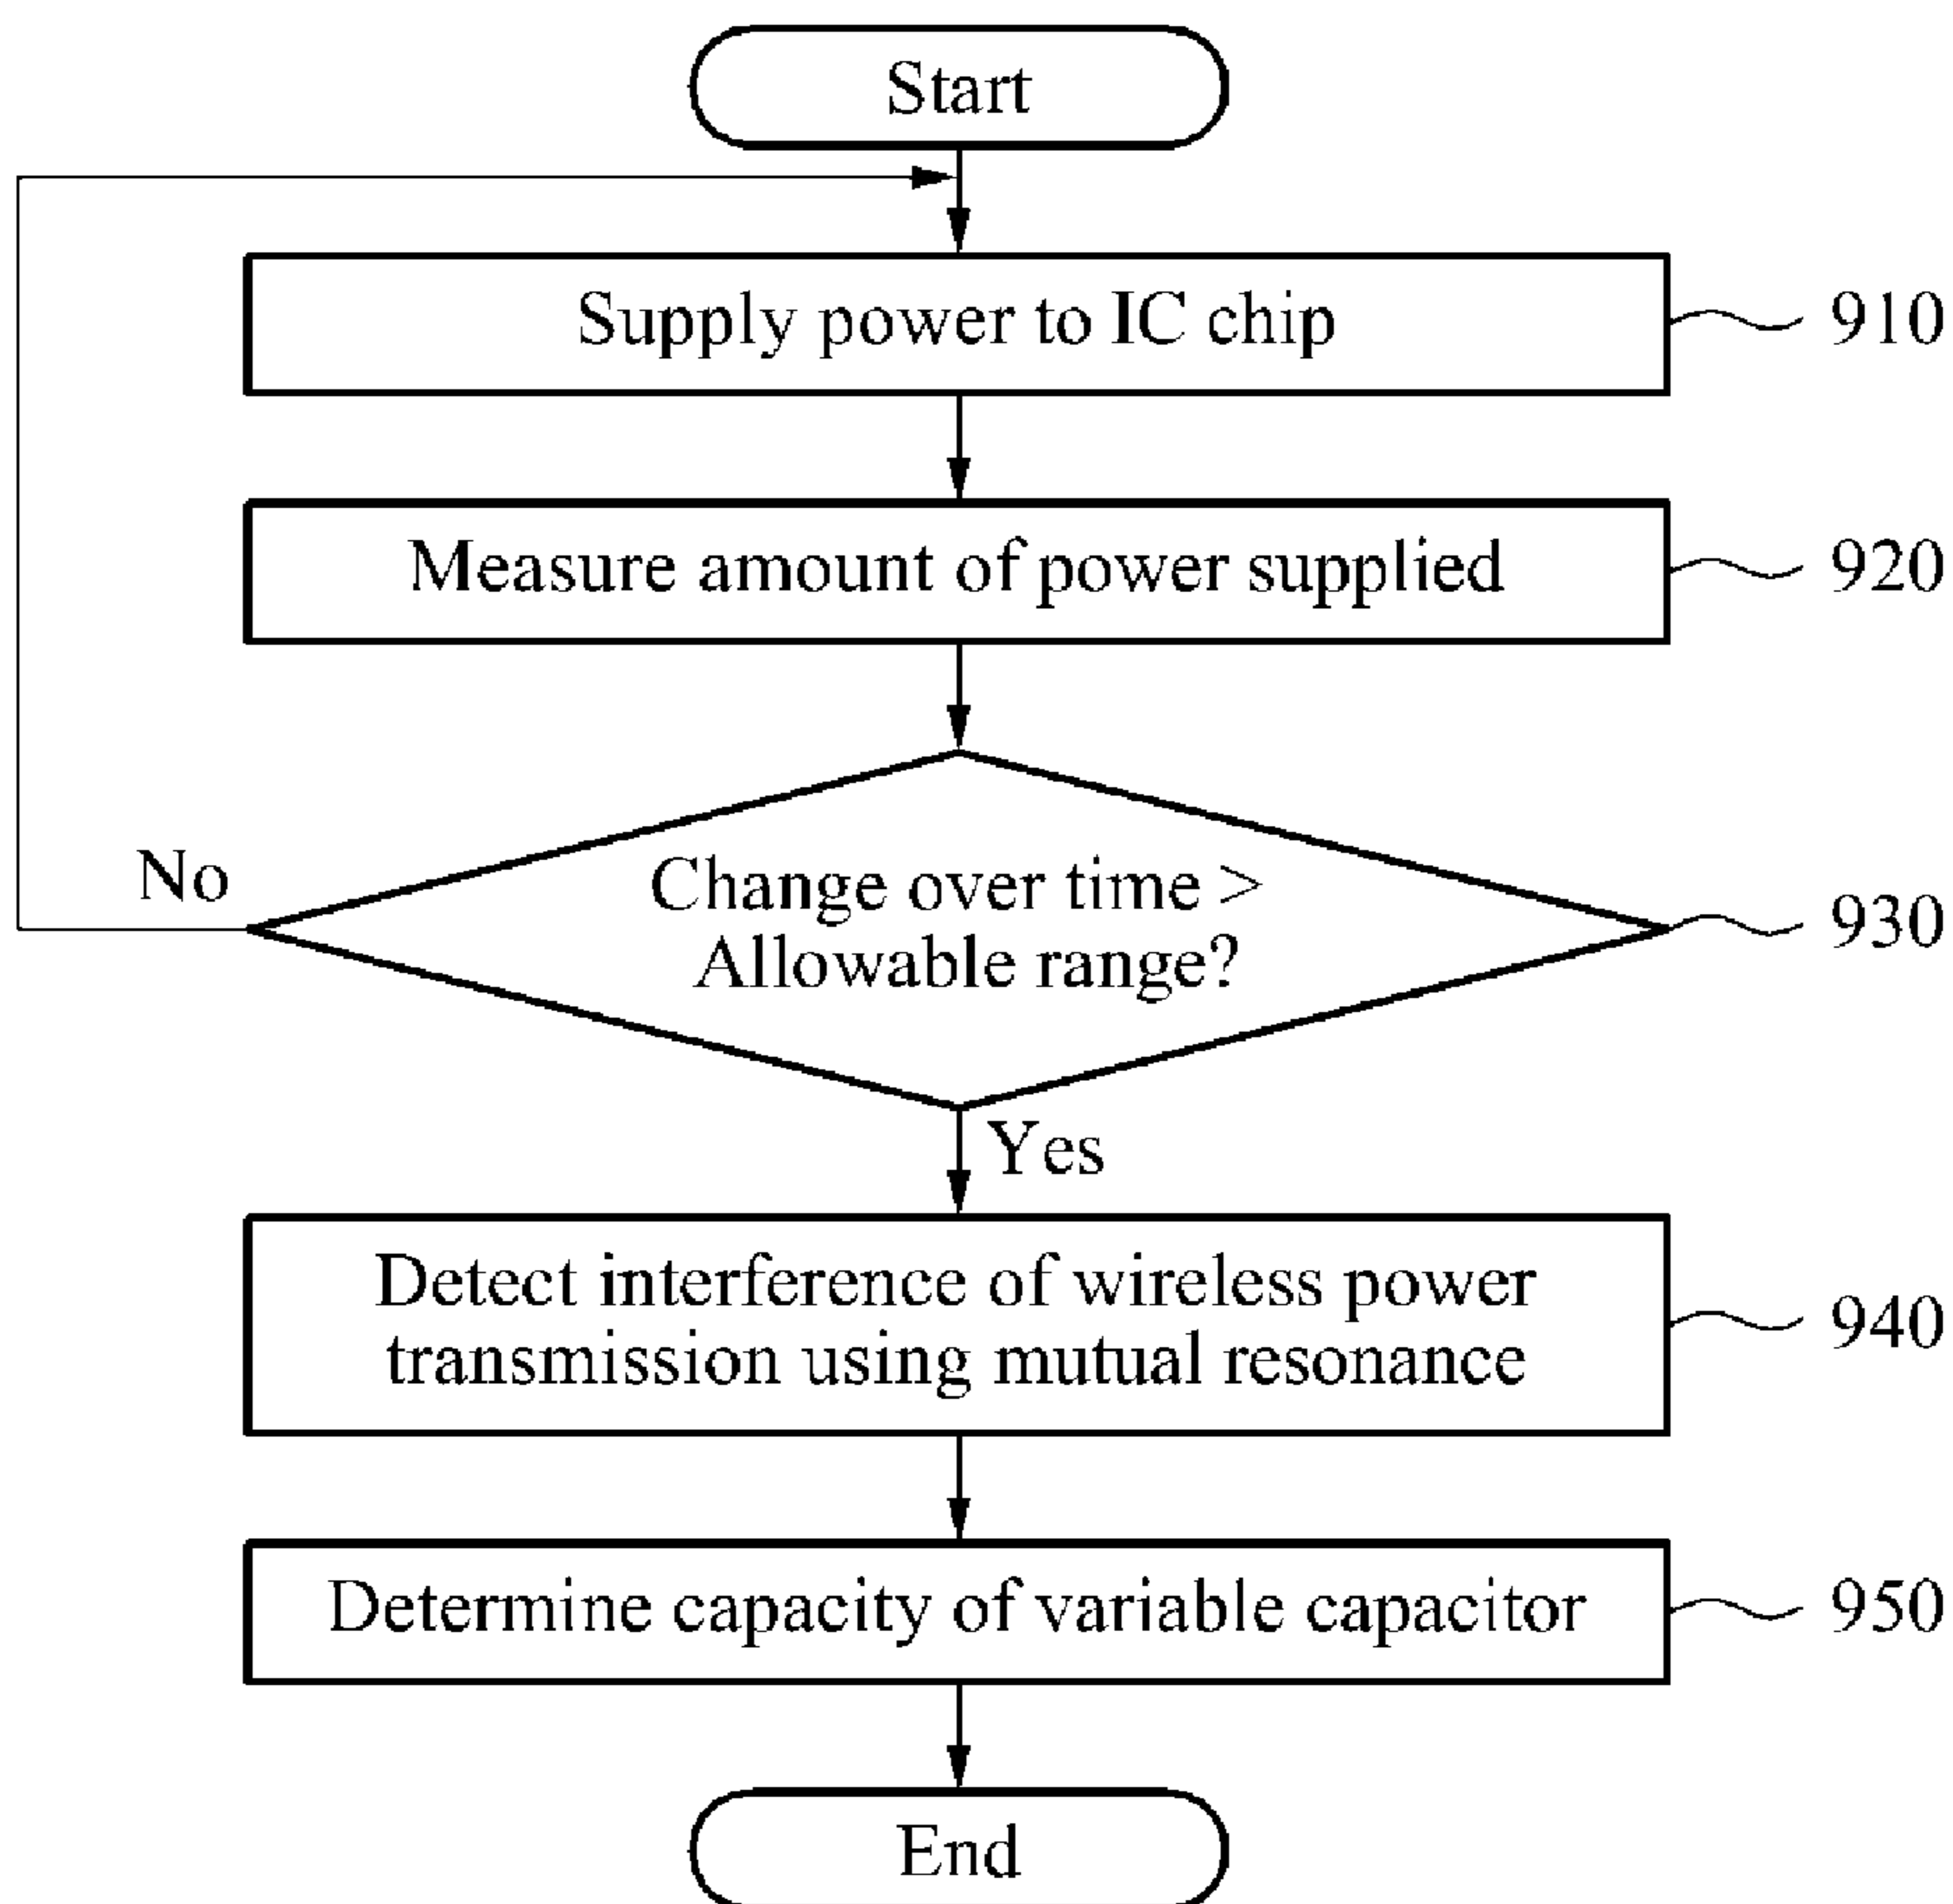 Start
Supply power to IC chip
910
Measure amount of power supplied
920
No
Change over time >
Allowable range?
930
Yes
Detect interference of wireless power
transmission using mutual resonance
940
Determine capacity of variable capacitor
950
End